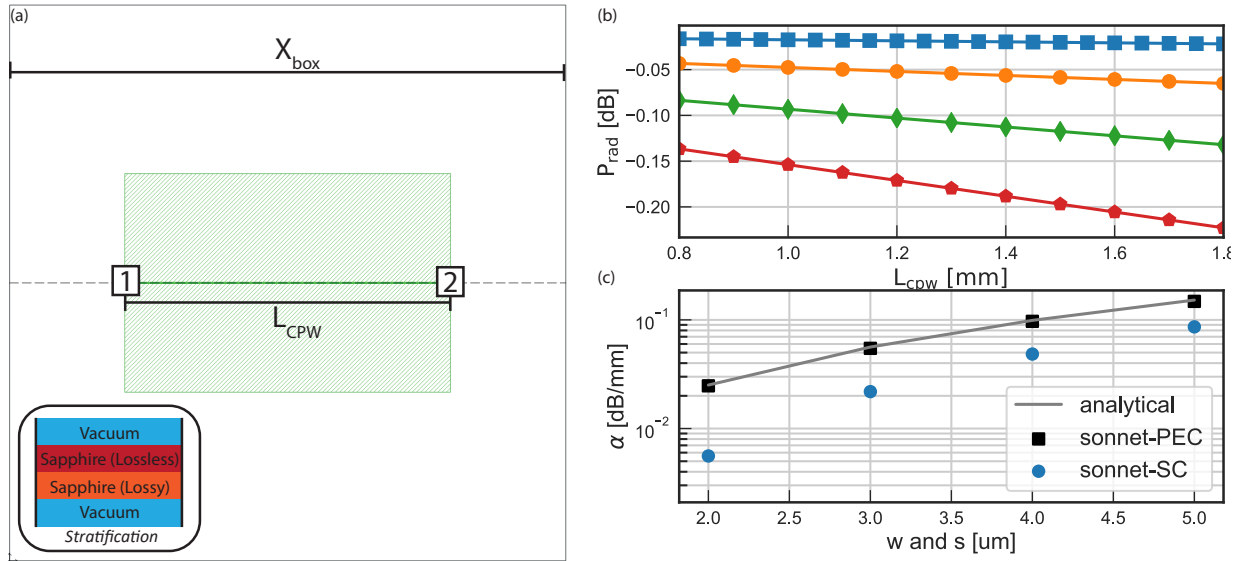 (a)
X_box
1
2
L_CPW
Vacuum
Sapphire (Lossless)
Sapphire (Lossy)
Vacuum
Stratification
(b)
−0.05
−0.10
−0.15
−0.20
P_rad [dB]
0.8 1.0 1.2 1.4 1.6 1.8
L_cpw [mm]
(c)
10^−1
10^−2
α [dB/mm]
analytical
sonnet-PEC
sonnet-SC
2.0 2.5 3.0 3.5 4.0 4.5 5.0
w and s [um]